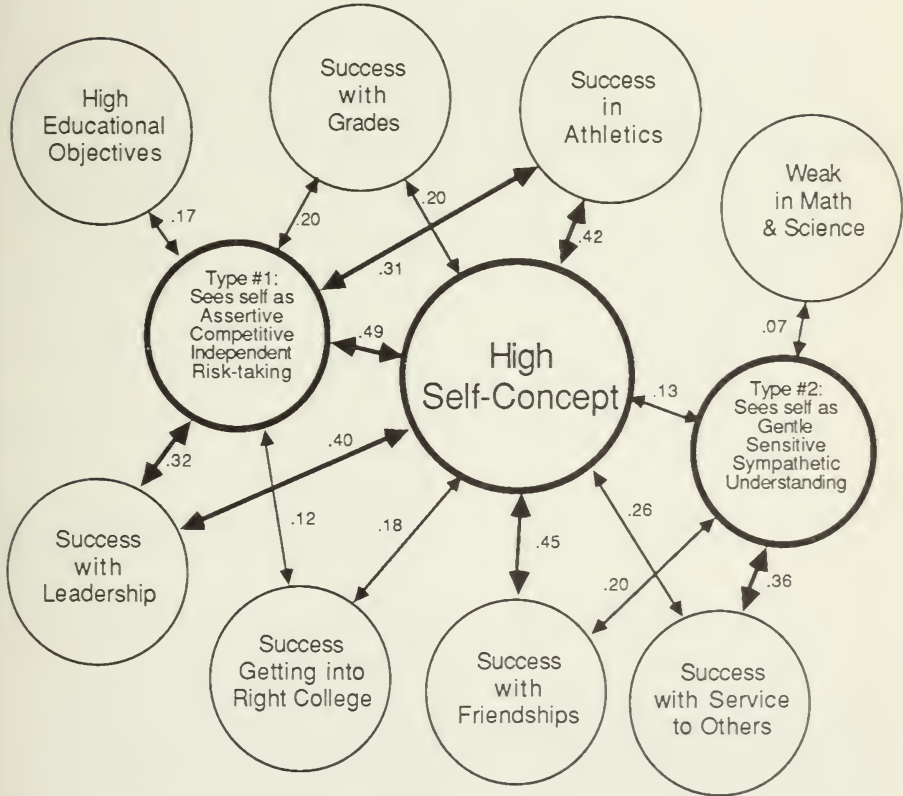 High
Educational
Objectives
Success
with
Grades
Success
in
Athletics
Weak
in Math
& Science
.17
.20
.20
.31
.42
.07
Type #1:
Sees self as
Assertive
Competitive
Independent
Risk-taking
.49
High
Self-Concept
.13
Type #2:
Sees self as
Gentle
Sensitive
Sympathetic
Understanding
.32
.40
.12
.18
.45
.26
.20
.36
Success
with
Leadership
Success
Getting into
Right College
Success
with
Friendships
Success
with Service
to Others